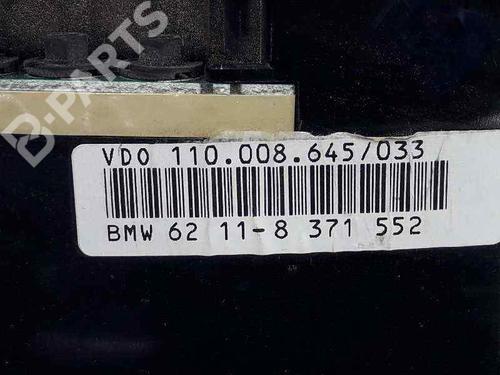 B-PARTS
VDO 110.008.645/033
BMW 62 11-8 371 552